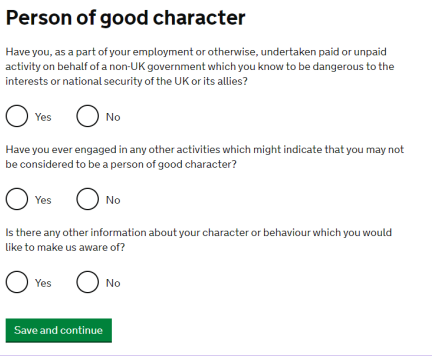 Person of good character
Have you, as a part of your employment or otherwise, undertaken paid or unpaid
activity on behalf of a non-UK government which you know to be dangerous to the
interests or national security of the UK or its allies?
Yes No
Have you ever engaged in any other activities which might indicate that you may not
be considered to be a person of good character?
Yes No
Is there any other information about your character or behaviour which you would
like to make us aware of?
Yes No
Save and continue